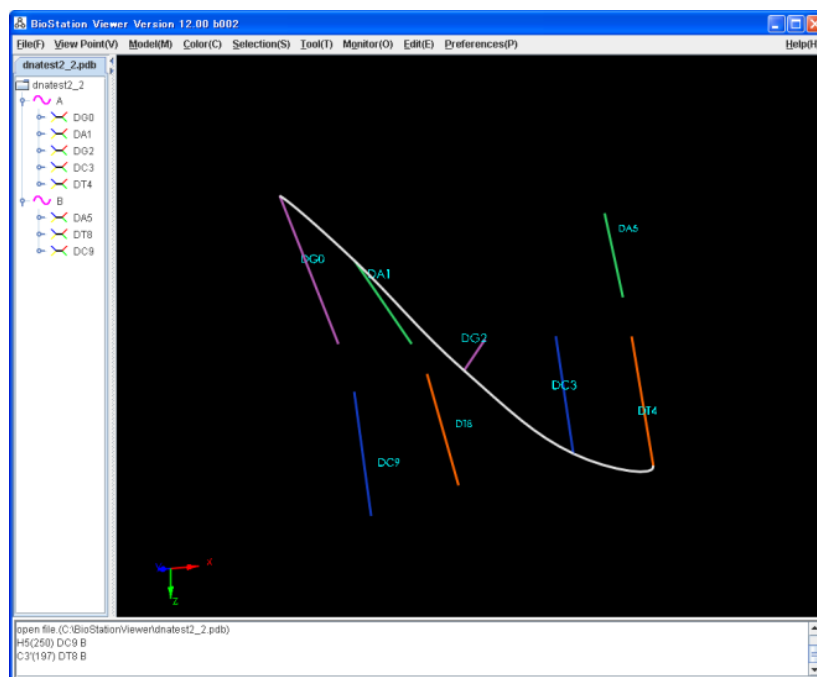 BioStation Viewer Version 12.00 b002
File(F) View Point(V) Model(M) Color(C) Selection(S) Tool(T) Monitor(O) Edit(E) Preferences(P) Help(H
dnatest2_2.pdb
dnatest2_2
A
DG0
DA1
DG2
DC3
DT4
B
DA5
DT8
DC9
DA5
DG0
DA1
DG2
DC3
DT4
DT8
DC9
X
Z
open file.(C:\BioStationViewer\dnatest2_2.pdb)
H5(250) DC9 B
C3'(197) DT8 B